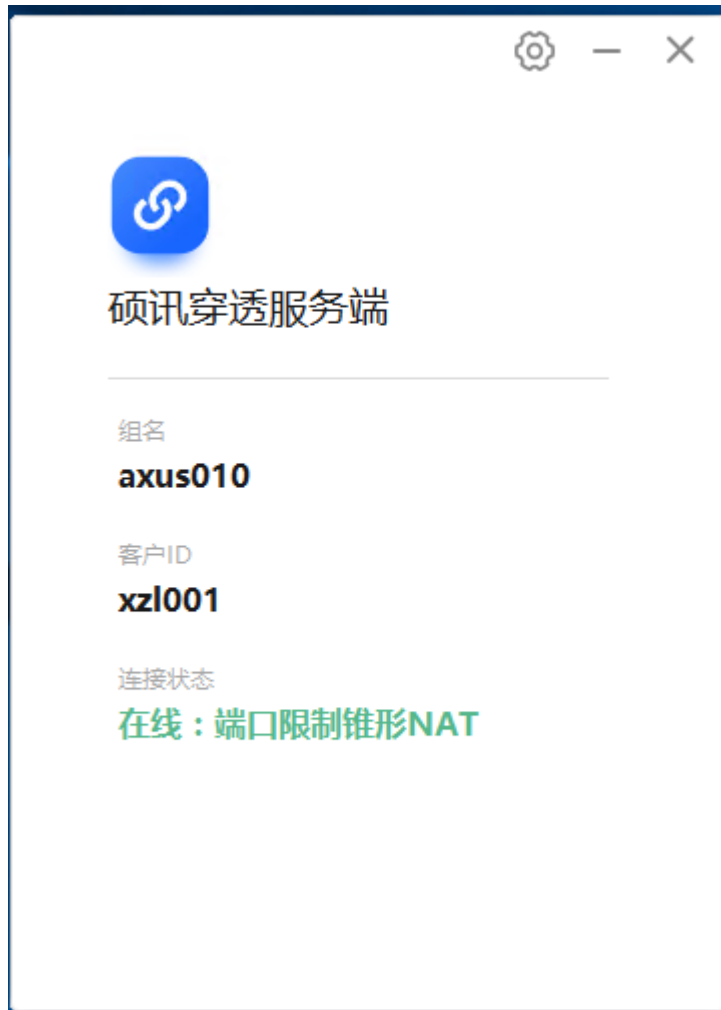 硕讯穿透服务端
组名
axus010
客户ID
xzl001
连接状态
在线：端口限制锥形NAT